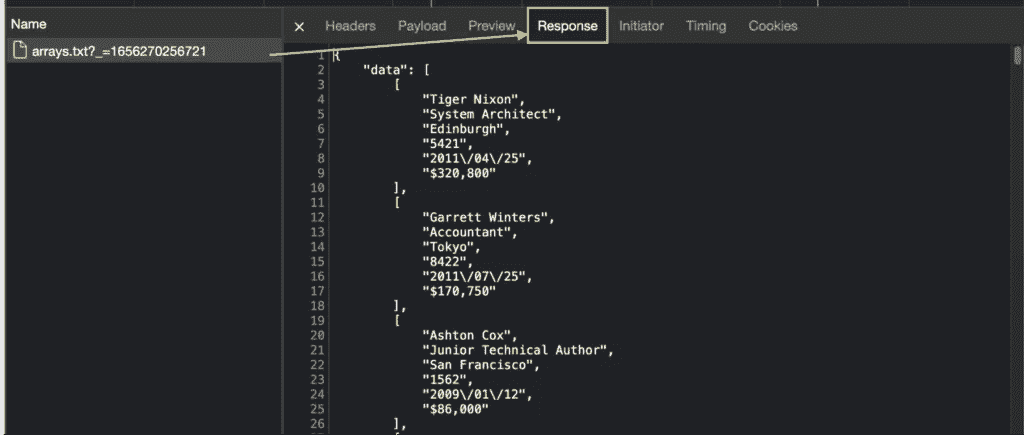 Name
arrays.txt?_=1656270256721
× Headers Payload Preview Response Initiator Timing Cookies
1 {
2 "data": [
3 [
4 "Tiger Nixon",
5 "System Architect",
6 "Edinburgh",
7 "5421",
8 "2011\/04\/25",
9 "$320,800"
10 ],
11 [
12 "Garrett Winters",
13 "Accountant",
14 "Tokyo",
15 "8422",
16 "2011\/07\/25",
17 "$170,750"
18 ],
19 [
20 "Ashton Cox",
21 "Junior Technical Author",
22 "San Francisco",
23 "1562",
24 "2009\/01\/12",
25 "$86,000"
26 ],